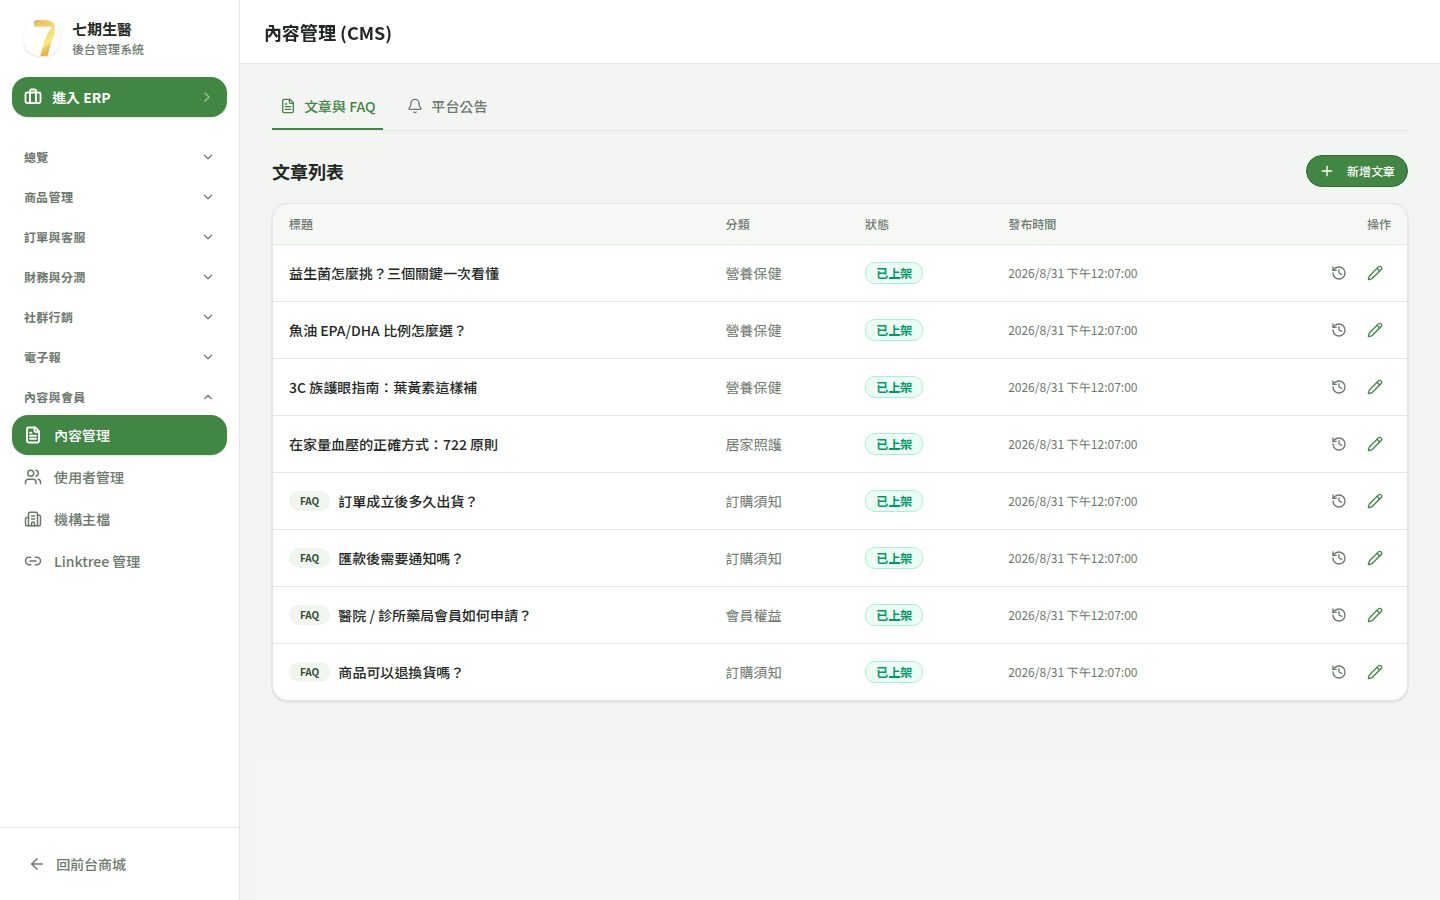 七期生醫
後台管理系統
進入 ERP
總覽
商品管理
訂單與客服
財務與分潤
社群行銷
電子報
內容與會員
內容管理
使用者管理
機構主檔
Linktree 管理
回前台商城
內容管理 (CMS)
文章與 FAQ
平台公告
文章列表
新增文章
標題 分類 狀態 發布時間 操作
益生菌怎麼挑？三個關鍵一次看懂 營養保健 已上架 2026/8/31 下午12:07:00
魚油 EPA/DHA 比例怎麼選？ 營養保健 已上架 2026/8/31 下午12:07:00
3C 族護眼指南：葉黃素這樣補 營養保健 已上架 2026/8/31 下午12:07:00
在家量血壓的正確方式：722 原則 居家照護 已上架 2026/8/31 下午12:07:00
FAQ 訂單成立後多久出貨？ 訂購須知 已上架 2026/8/31 下午12:07:00
FAQ 匯款後需要通知嗎？ 訂購須知 已上架 2026/8/31 下午12:07:00
FAQ 醫院 / 診所藥局會員如何申請？ 會員權益 已上架 2026/8/31 下午12:07:00
FAQ 商品可以退換貨嗎？ 訂購須知 已上架 2026/8/31 下午12:07:00